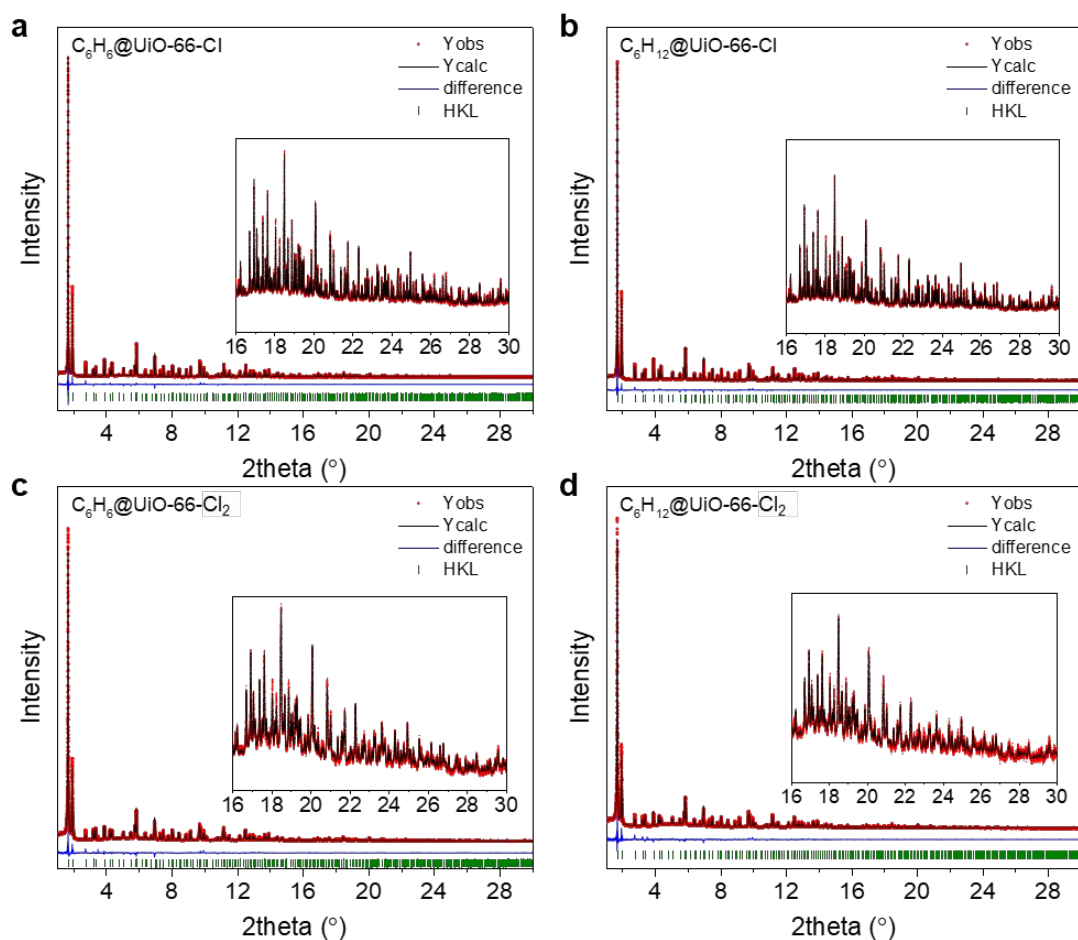 a
C₆H₆@UiO-66-Cl
Yobs
Ycalc
difference
HKL
Intensity
16 18 20 22 24 26 28 30
4 8 12 16 20 24 28
2theta (°)
b
C₆H₁₂@UiO-66-Cl
Yobs
Ycalc
difference
HKL
Intensity
16 18 20 22 24 26 28 30
4 8 12 16 20 24 28
2theta (°)
c
C₆H₆@UiO-66-Cl₂
Yobs
Ycalc
difference
HKL
Intensity
16 18 20 22 24 26 28 30
4 8 12 16 20 24 28
2theta (°)
d
C₆H₁₂@UiO-66-Cl₂
Yobs
Ycalc
difference
HKL
Intensity
16 18 20 22 24 26 28 30
4 8 12 16 20 24 28
2theta (°)